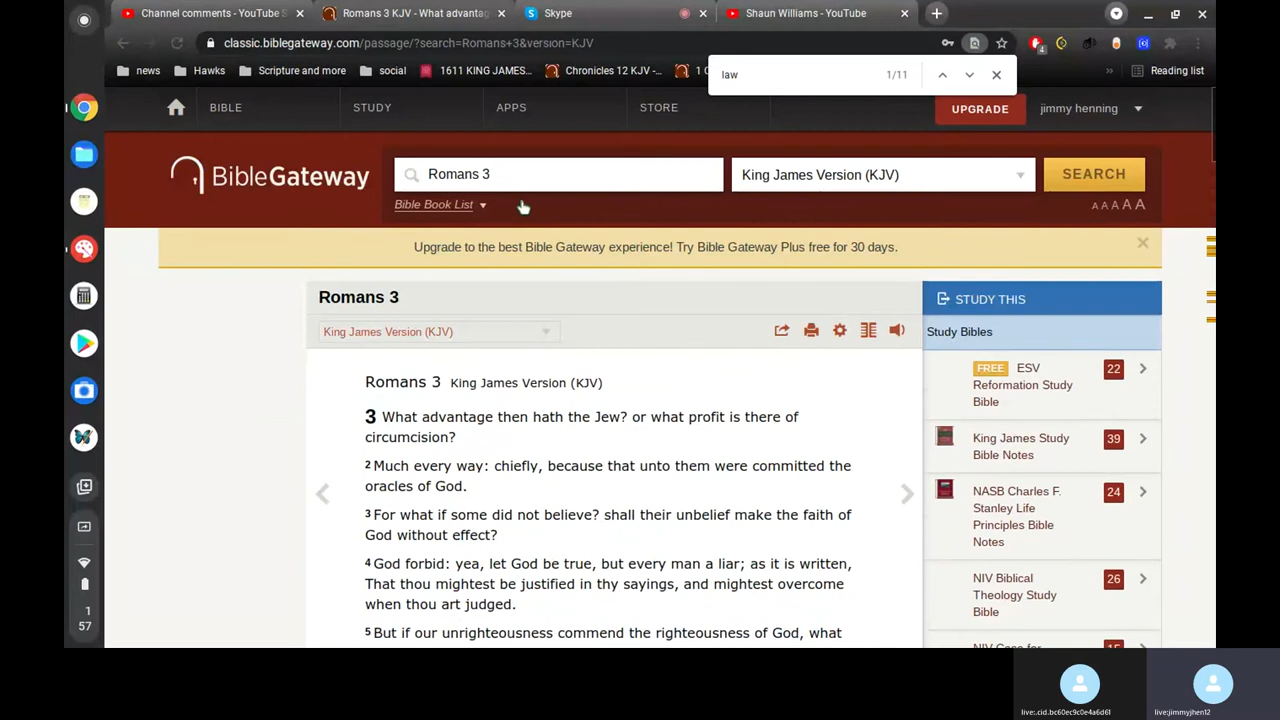 Channel comments - YouTube S
Romans 3 KJV - What advantag
Skype
Shaun Williams - YouTube
classic.biblegateway.com/passage/?search=Romans+3&version=KJV
4
news
Hawks
Scripture and more
social
1611 KING JAMES...
Chronicles 12 KJV -...
1 C
Reading list
law
1/11
BIBLE
STUDY
APPS
STORE
UPGRADE
jimmy henning
BibleGateway
Romans 3
King James Version (KJV)
SEARCH
Bible Book List
A A A A A
Upgrade to the best Bible Gateway experience! Try Bible Gateway Plus free for 30 days.
Romans 3
King James Version (KJV)
Romans 3 King James Version (KJV)
3 What advantage then hath the Jew? or what profit is there of
circumcision?
2 Much every way: chiefly, because that unto them were committed the
oracles of God.
3 For what if some did not believe? shall their unbelief make the faith of
God without effect?
4 God forbid: yea, let God be true, but every man a liar; as it is written,
That thou mightest be justified in thy sayings, and mightest overcome
when thou art judged.
5 But if our unrighteousness commend the righteousness of God, what
STUDY THIS
Study Bibles
FREE ESV
Reformation Study
Bible
22
King James Study
Bible Notes
39
NASB Charles F.
Stanley Life
Principles Bible
Notes
24
NIV Biblical
Theology Study
Bible
26
1
57
live:.cid.bc60ec9c0e4a6d61
live:jimmyjhen12